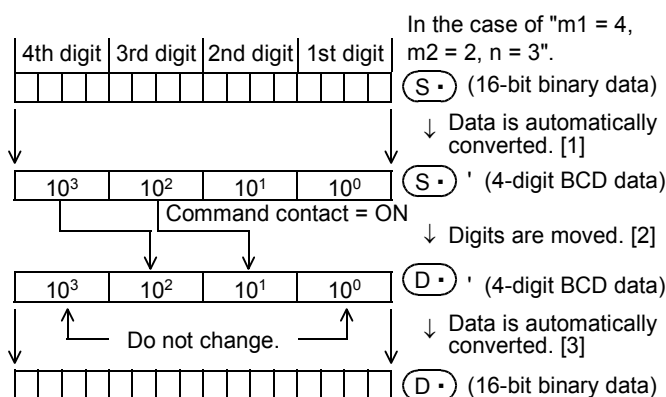 In the case of "m1 = 4,
m2 = 2, n = 3".
4th digit 3rd digit 2nd digit 1st digit
S· (16-bit binary data)
↓ Data is automatically
converted. [1]
10³ 10² 10¹ 10⁰ S· ' (4-digit BCD data)
Command contact = ON
↓ Digits are moved. [2]
10³ 10² 10¹ 10⁰ D· ' (4-digit BCD data)
Do not change.
↓ Data is automatically
converted. [3]
D· (16-bit binary data)